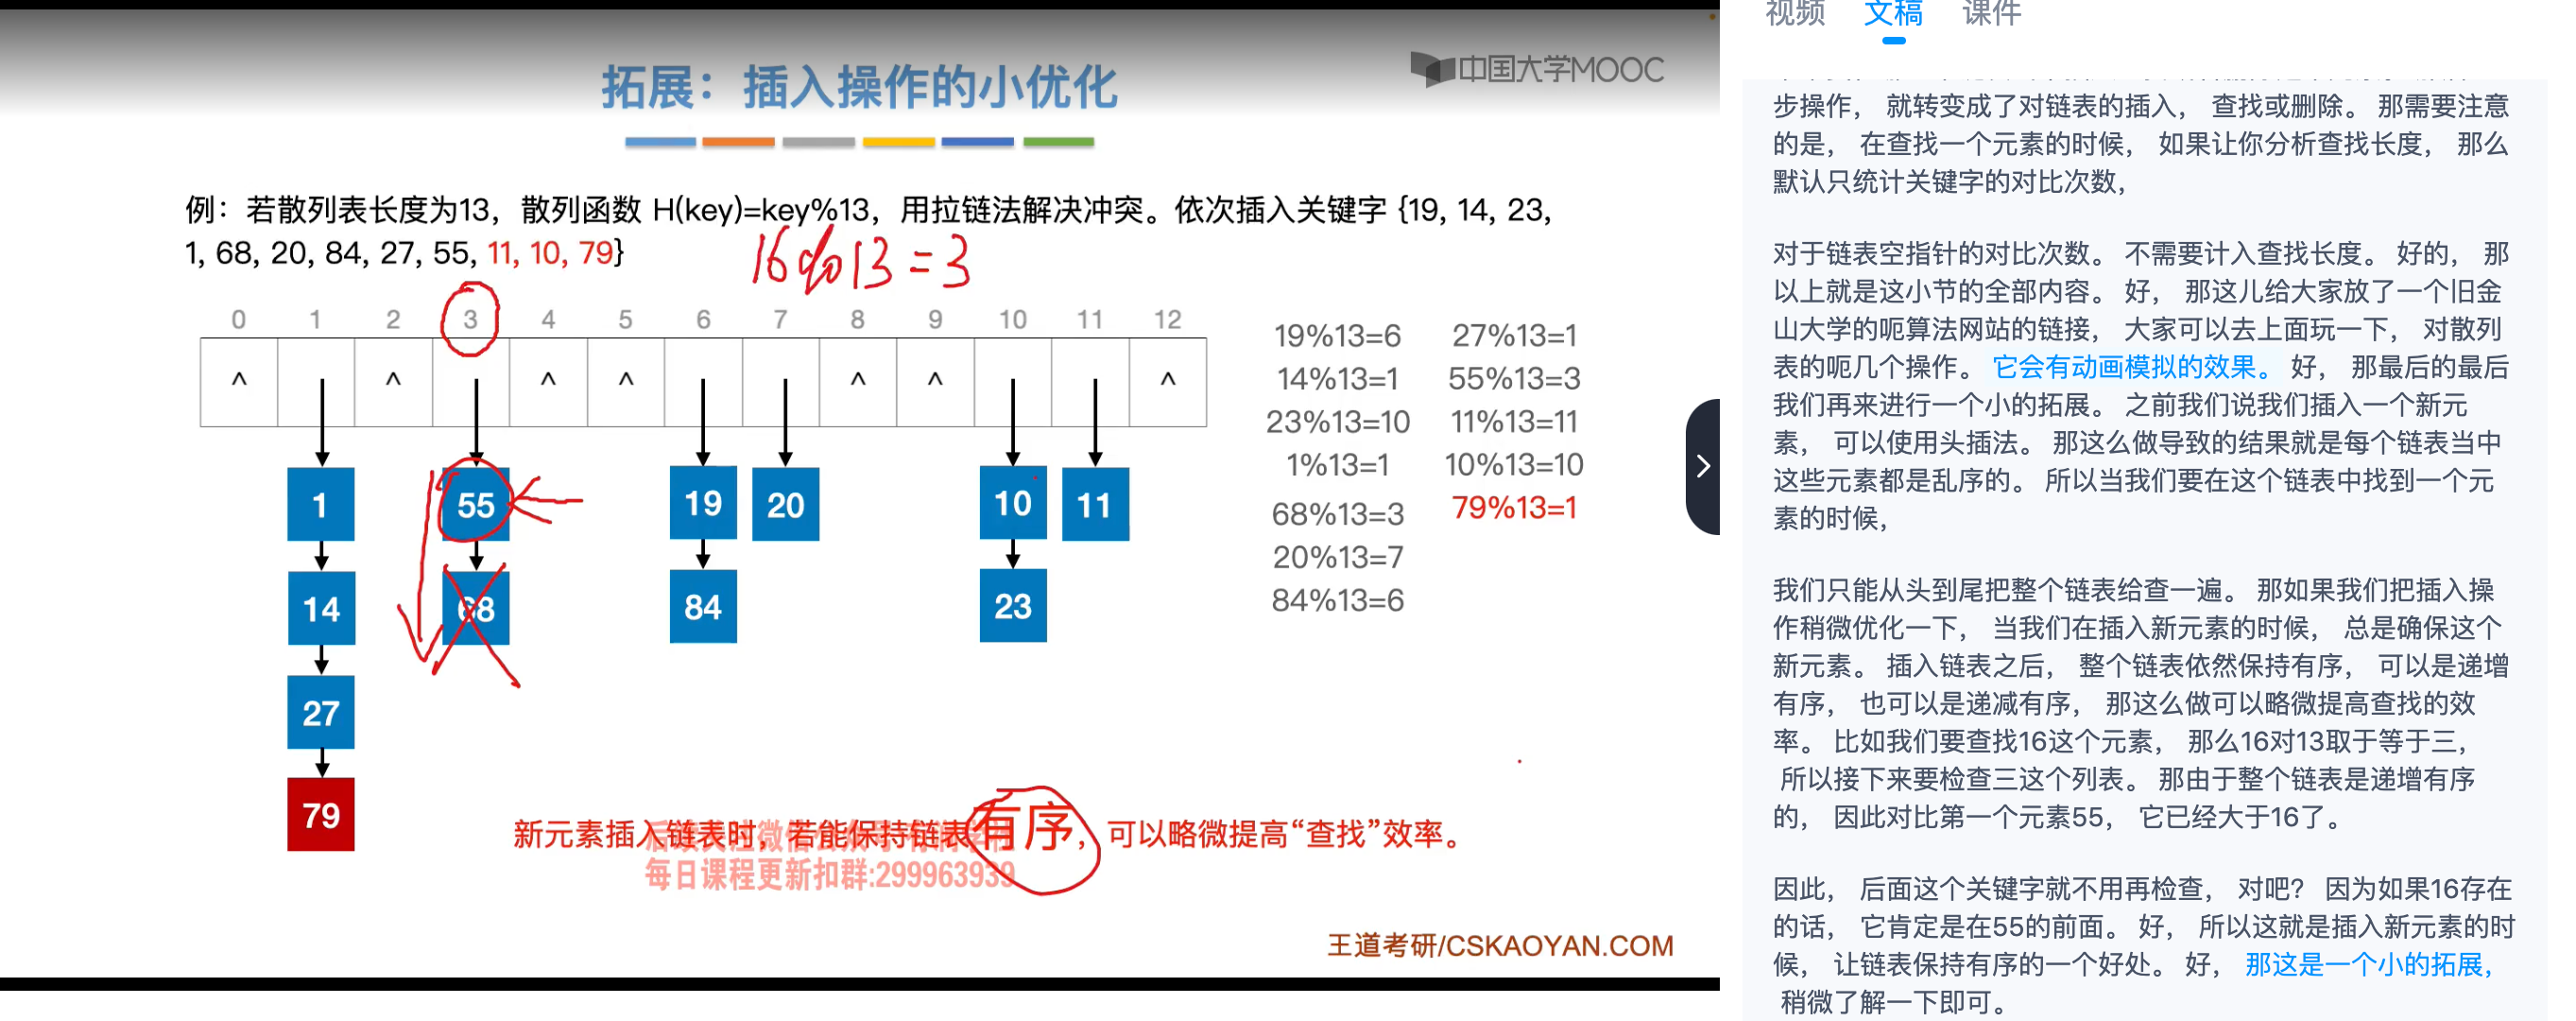 拓展：插入操作的小优化
中国大学MOOC
例：若散列表长度为13，散列函数 H(key)=key%13，用拉链法解决冲突。依次插入关键字 {19, 14, 23,
1, 68, 20, 84, 27, 55, 11, 10, 79}
16%13=3
0 1 2 3 4 5 6 7 8 9 10 11 12
^ ^ ^ ^ ^ ^ ^
19%13=6 27%13=1
14%13=1 55%13=3
23%13=10 11%13=11
1%13=1 10%13=10
68%13=3 79%13=1
20%13=7
84%13=6
1 55 19 20 10 11
14 68 84 23
27
79
新元素插入链表时，若能保持链表有序，可以略微提高“查找”效率。
每日课程更新扣群:299963939
王道考研/CSKAOYAN.COM
视频 文稿 课件
步操作， 就转变成了对链表的插入， 查找或删除。 那需要注意
的是， 在查找一个元素的时候， 如果让你分析查找长度， 那么
默认只统计关键字的对比次数，
对于链表空指针的对比次数。 不需要计入查找长度。 好的， 那
以上就是这小节的全部内容。 好， 那这儿给大家放了一个旧金
山大学的呃算法网站的链接， 大家可以去上面玩一下， 对散列
表的呃几个操作。 它会有动画模拟的效果。 好， 那最后的最后
我们再来进行一个小的拓展。 之前我们说我们插入一个新元
素， 可以使用头插法。 那这么做导致的结果就是每个链表当中
这些元素都是乱序的。 所以当我们要在这个链表中找到一个元
素的时候，
我们只能从头到尾把整个链表给查一遍。 那如果我们把插入操
作稍微优化一下， 当我们在插入新元素的时候， 总是确保这个
新元素。 插入链表之后， 整个链表依然保持有序， 可以是递增
有序， 也可以是递减有序， 那这么做可以略微提高查找的效
率。 比如我们要查找16这个元素， 那么16对13取于等于三，
所以接下来要检查三这个列表。 那由于整个链表是递增有序
的， 因此对比第一个元素55， 它已经大于16了。
因此， 后面这个关键字就不用再检查， 对吧？ 因为如果16存在
的话， 它肯定是在55的前面。 好， 所以这就是插入新元素的时
候， 让链表保持有序的一个好处。 好， 那这是一个小的拓展，
稍微了解一下即可。